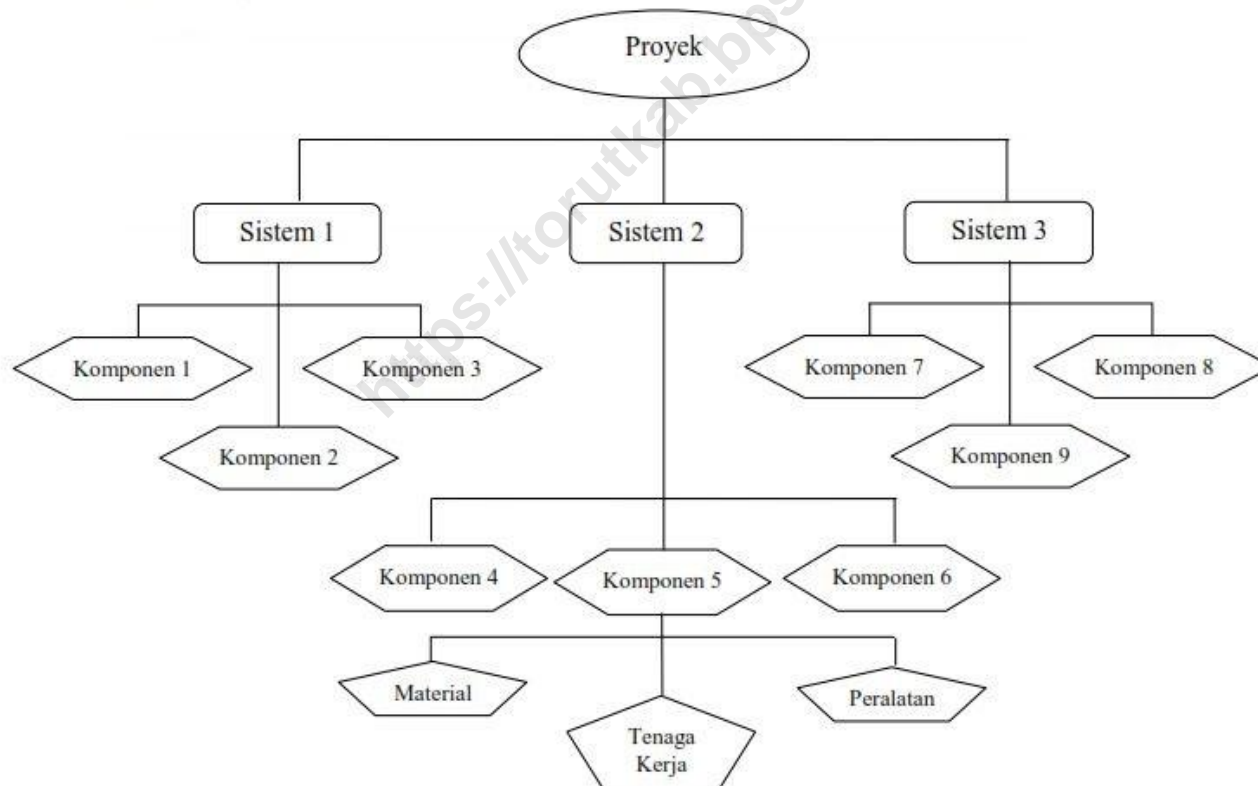 Proyek
https://torutkab.bps
Sistem 1
Sistem 2
Sistem 3
Komponen 1
Komponen 3
Komponen 7
Komponen 8
Komponen 2
Komponen 9
Komponen 4
Komponen 5
Komponen 6
Material
Peralatan
Tenaga
Kerja